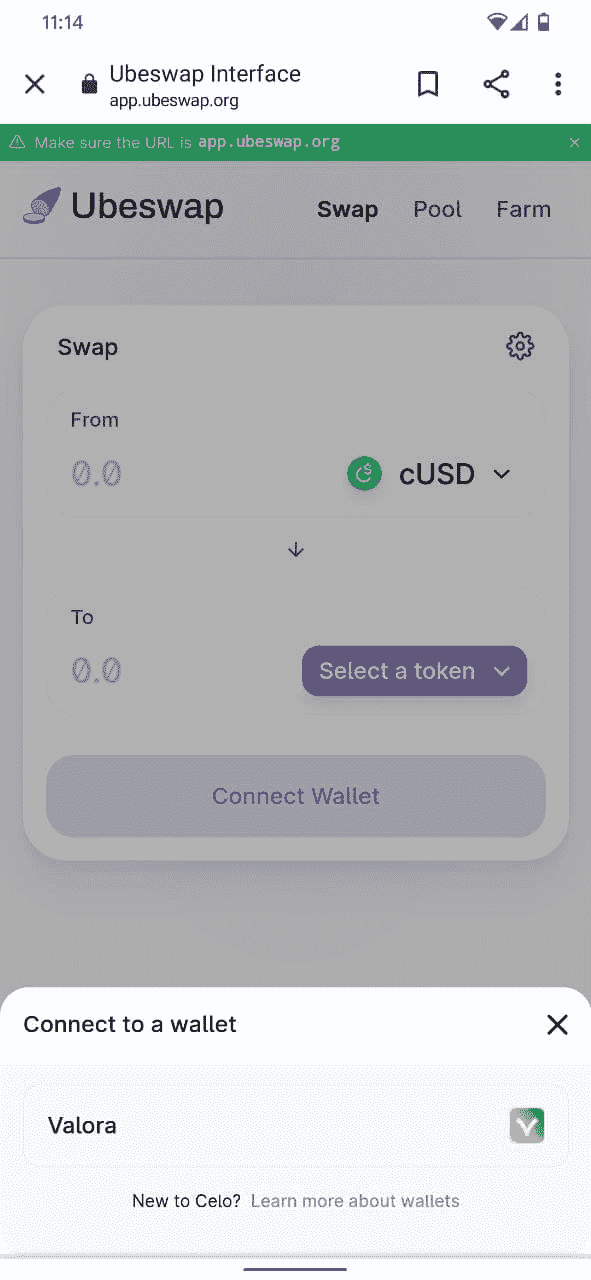 11:14
Ubeswap Interface
app.ubeswap.org
Make sure the URL is app.ubeswap.org
Ubeswap Swap Pool Farm
Swap
From
0.0 cUSD
To
0.0 Select a token
Connect Wallet
Connect to a wallet
Valora
New to Celo? Learn more about wallets